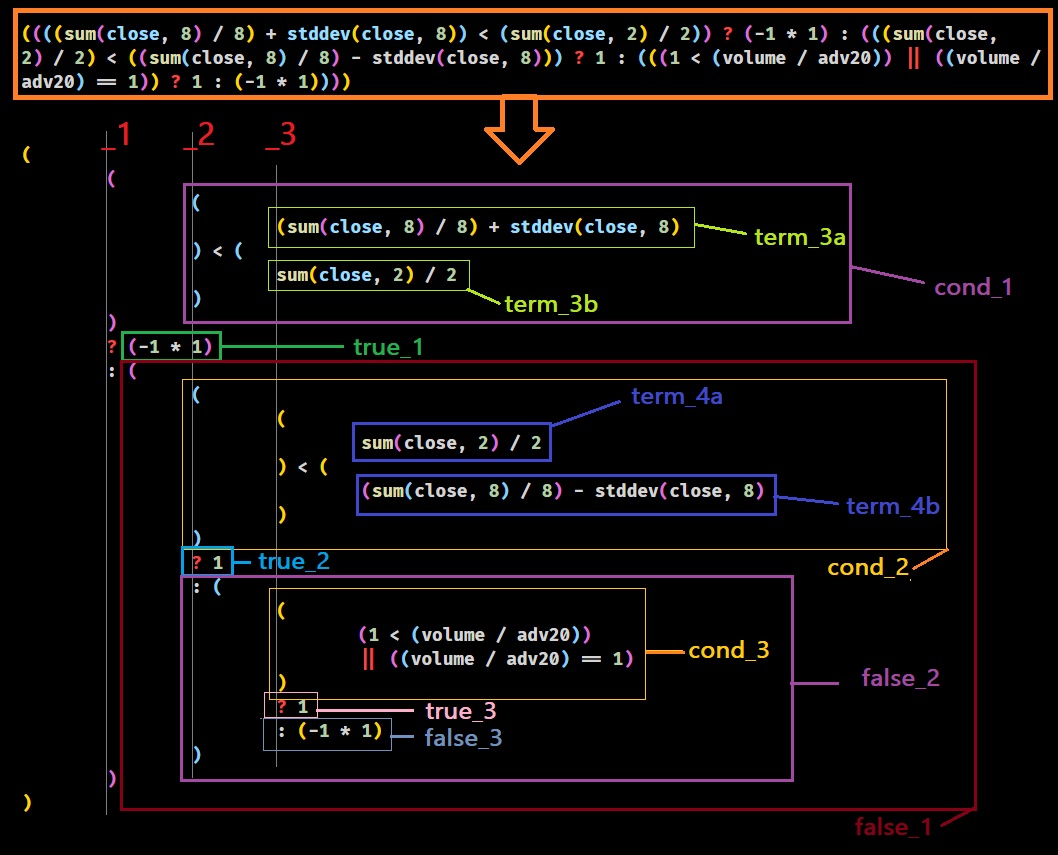 ((((sum(close, 8) / 8) + stddev(close, 8)) < (sum(close, 2) / 2)) ? (-1 * 1) : (((sum(close,
2) / 2) < ((sum(close, 8) / 8) - stddev(close, 8))) ? 1 : (((1 < (volume / adv20)) || ((volume /
adv20) == 1)) ? 1 : (-1 * 1))))
_1 _2 _3
(
(
(
(sum(close, 8) / 8) + stddev(close, 8)
term_3a
) < (
sum(close, 2) / 2
cond_1
)
term_3b
)
? (-1 * 1)
true_1
: (
(
term_4a
(
sum(close, 2) / 2
) < (
(sum(close, 8) / 8) - stddev(close, 8)
term_4b
)
)
? 1
true_2
cond_2
: (
(
(1 < (volume / adv20))
|| ((volume / adv20) == 1)
cond_3
)
false_2
? 1
true_3
: (-1 * 1)
false_3
)
)
)
false_1